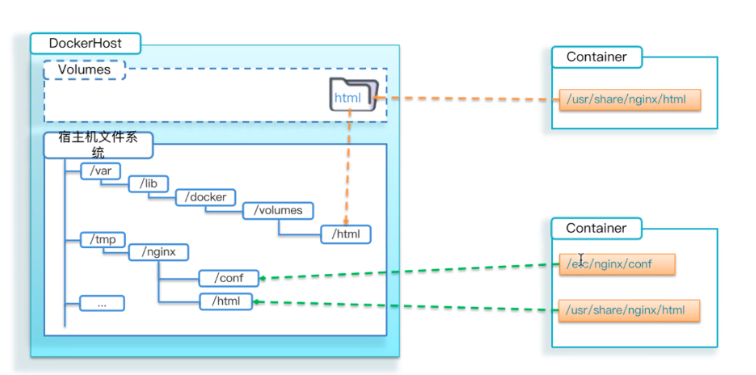 DockerHost
Volumes
html
宿主机文件系
统
/var
/lib
/docker
/volumes
/html
/tmp
/nginx
/conf
/html
...
Container
/usr/share/nginx/html
Container
/etc/nginx/conf
/usr/share/nginx/html